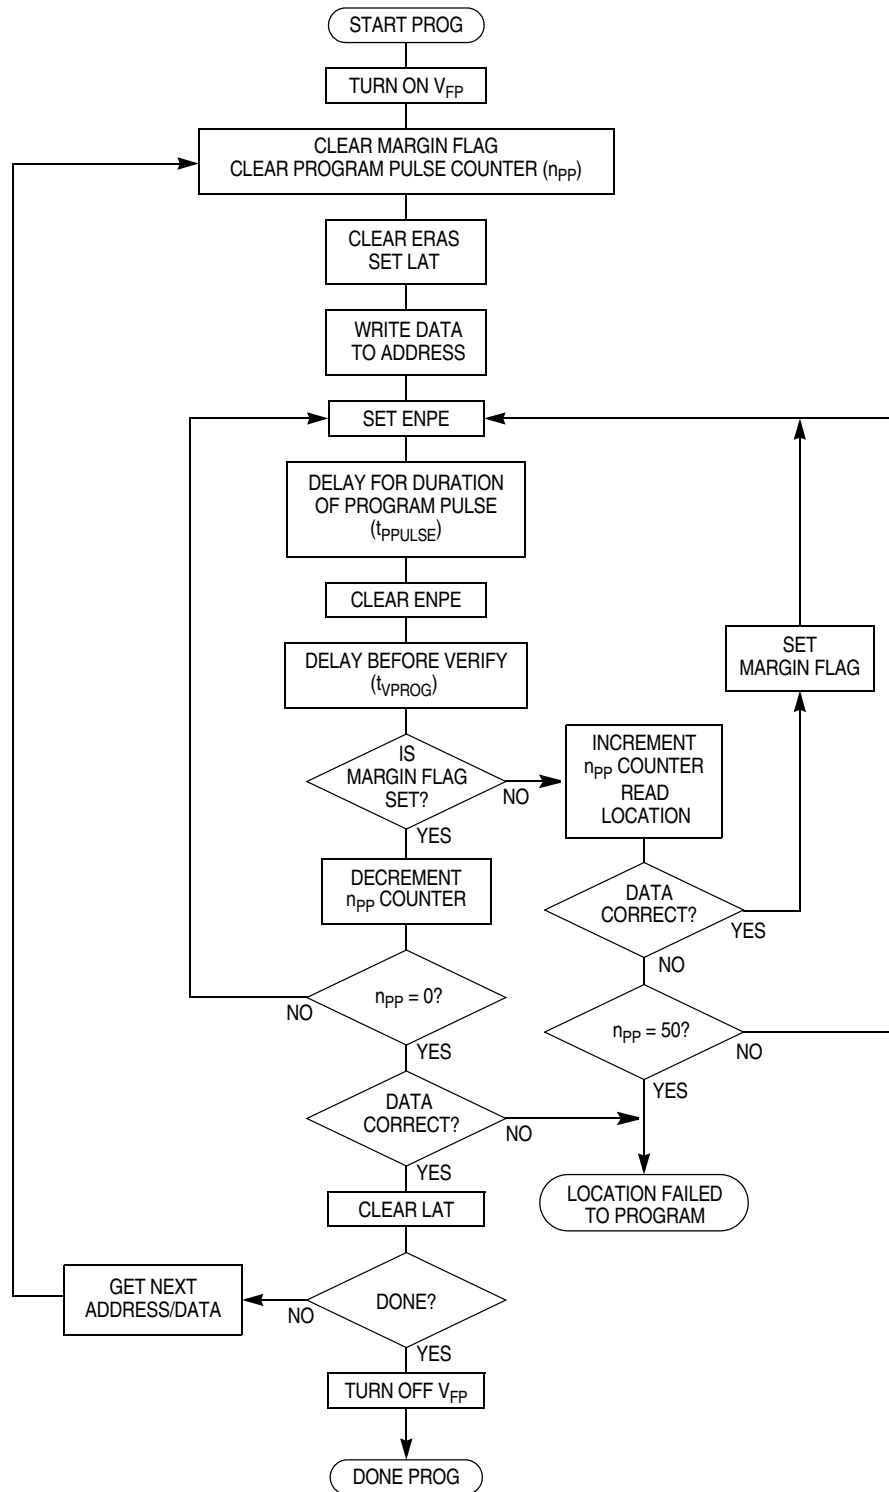 START PROG
TURN ON VFP
CLEAR MARGIN FLAG
CLEAR PROGRAM PULSE COUNTER (nPP)
CLEAR ERAS
SET LAT
WRITE DATA
TO ADDRESS
SET ENPE
DELAY FOR DURATION
OF PROGRAM PULSE
(tPPULSE)
CLEAR ENPE
DELAY BEFORE VERIFY
(tVPROG)
SET
MARGIN FLAG
IS
MARGIN FLAG
SET?
NO
YES
INCREMENT
nPP COUNTER
READ
LOCATION
DECREMENT
nPP COUNTER
DATA
CORRECT?
YES
NO
nPP = 0?
NO
YES
nPP = 50?
NO
YES
DATA
CORRECT?
NO
YES
LOCATION FAILED
TO PROGRAM
CLEAR LAT
GET NEXT
ADDRESS/DATA
DONE?
NO
YES
TURN OFF VFP
DONE PROG